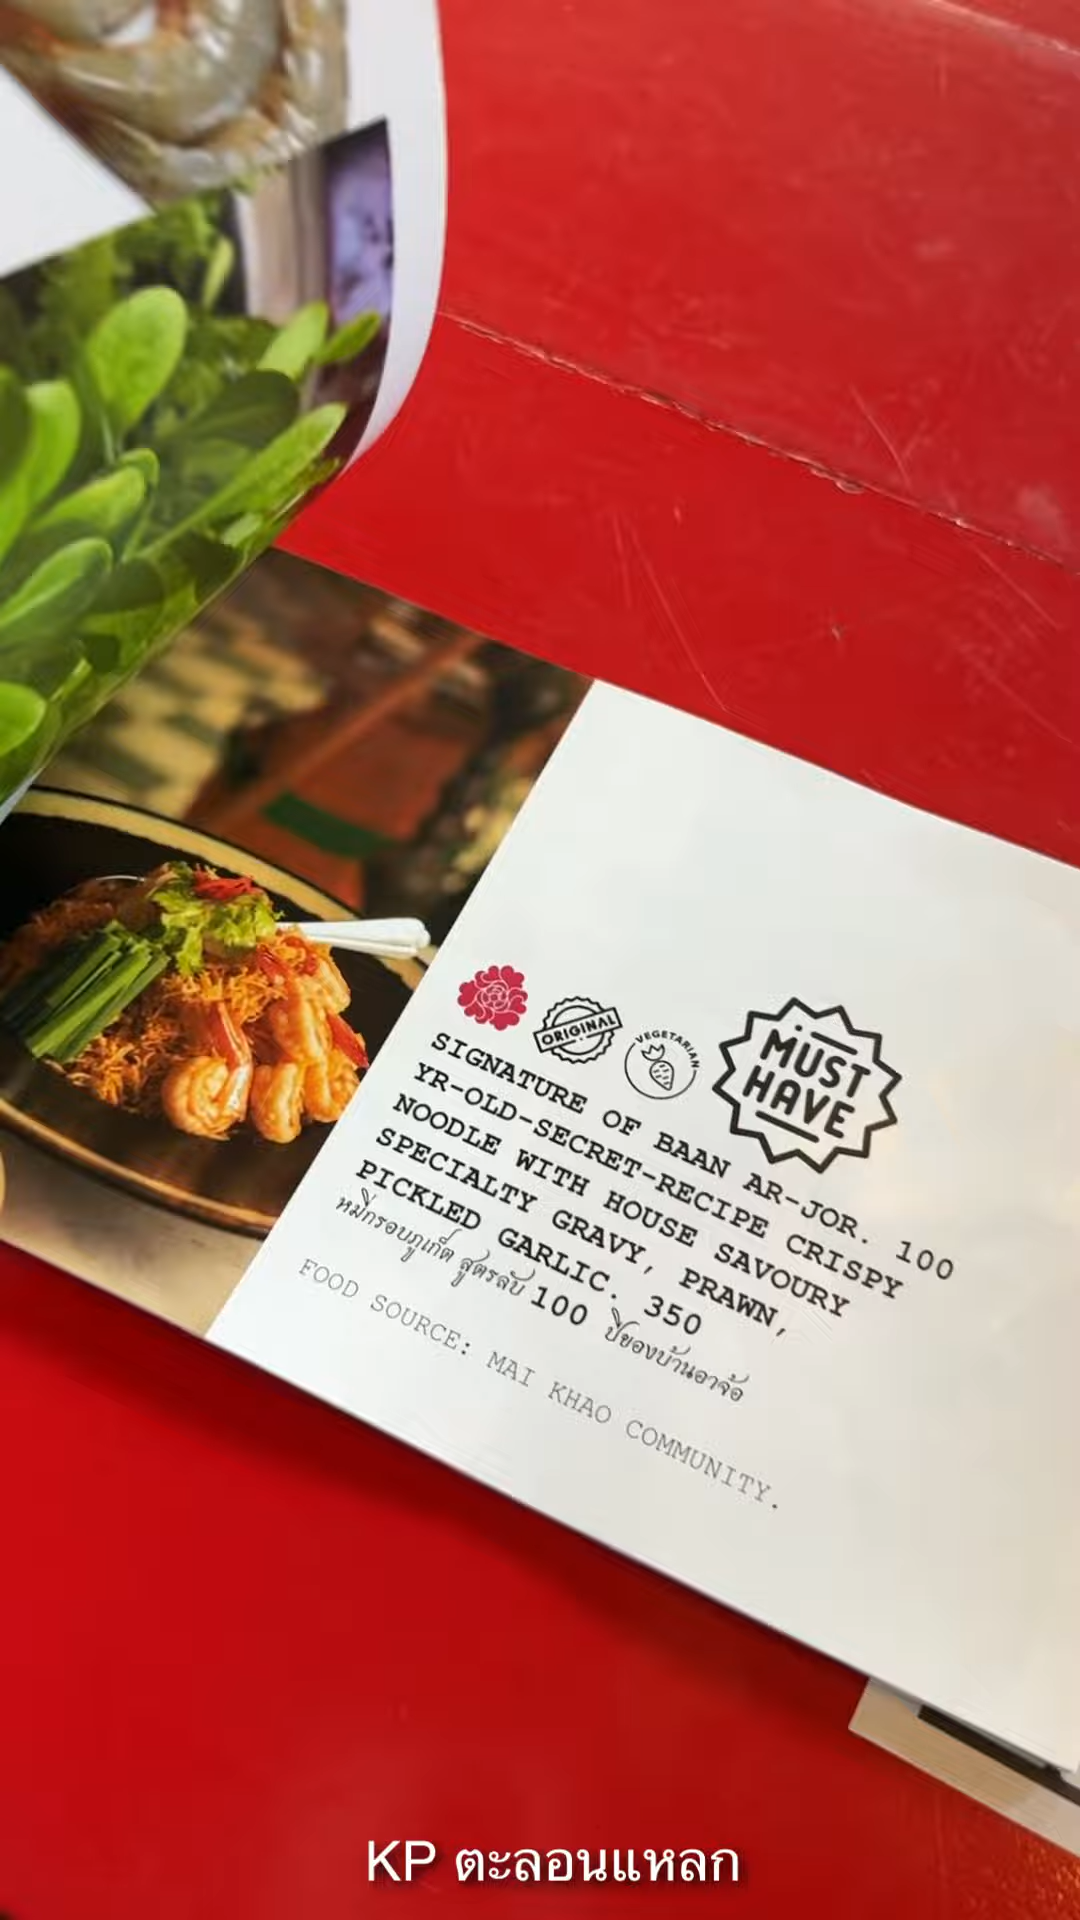 ORIGINAL
VEGETARIAN
MUST
HAVE
SIGNATURE OF BAAN AR-JOR. 100
YR-OLD-SECRET-RECIPE CRISPY
NOODLE WITH HOUSE SAVOURY
SPECIALTY GRAVY, PRAWN,
PICKLED GARLIC. 350
หมี่กรอบภูเก็ต สูตรลับ 100 ปีของบ้านอาจ้อ
FOOD SOURCE: MAI KHAO COMMUNITY.
KP ตะลอนแหลก